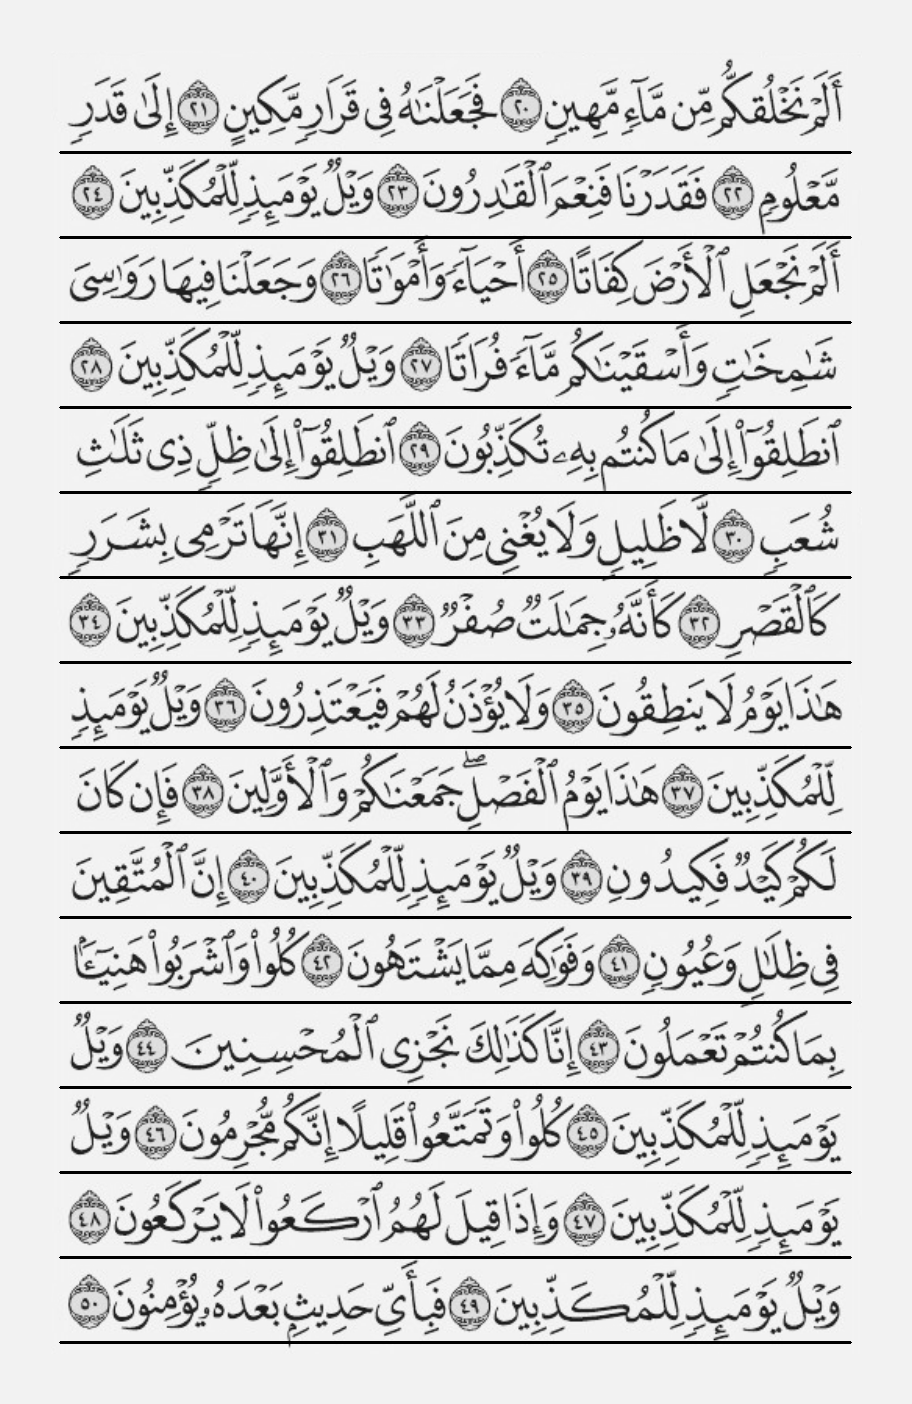 أَلَمْ نَخْلُقكُّم مِّن مَّآءٍ مَّهِينٍ ٢٠ فَجَعَلْنَٰهُ فِى قَرَارٍ مَّكِينٍ ٢١ إِلَىٰ قَدَرٍ
مَّعْلُومٍ ٢٢ فَقَدَرْنَا فَنِعْمَ ٱلْقَٰدِرُونَ ٢٣ وَيْلٌ يَوْمَئِذٍ لِّلْمُكَذِّبِينَ ٢٤
أَلَمْ نَجْعَلِ ٱلْأَرْضَ كِفَاتًا ٢٥ أَحْيَآءً وَأَمْوَٰتًا ٢٦ وَجَعَلْنَا فِيهَا رَوَٰسِىَ
شَٰمِخَٰتٍ وَأَسْقَيْنَٰكُم مَّآءً فُرَاتًا ٢٧ وَيْلٌ يَوْمَئِذٍ لِّلْمُكَذِّبِينَ ٢٨
ٱنطَلِقُوٓا۟ إِلَىٰ مَا كُنتُم بِهِۦ تُكَذِّبُونَ ٢٩ ٱنطَلِقُوٓا۟ إِلَىٰ ظِلٍّ ذِى ثَلَٰثِ
شُعَبٍ ٣٠ لَّا ظَلِيلٍ وَلَا يُغْنِى مِنَ ٱللَّهَبِ ٣١ إِنَّهَا تَرْمِى بِشَرَرٍ
كَٱلْقَصْرِ ٣٢ كَأَنَّهُۥ جِمَٰلَتٌ صُفْرٌ ٣٣ وَيْلٌ يَوْمَئِذٍ لِّلْمُكَذِّبِينَ ٣٤
هَٰذَا يَوْمُ لَا يَنطِقُونَ ٣٥ وَلَا يُؤْذَنُ لَهُمْ فَيَعْتَذِرُونَ ٣٦ وَيْلٌ يَوْمَئِذٍ
لِّلْمُكَذِّبِينَ ٣٧ هَٰذَا يَوْمُ ٱلْفَصْلِ ۖ جَمَعْنَٰكُمْ وَٱلْأَوَّلِينَ ٣٨ فَإِن كَانَ
لَكُمْ كَيْدٌ فَكِيدُونِ ٣٩ وَيْلٌ يَوْمَئِذٍ لِّلْمُكَذِّبِينَ ٤٠ إِنَّ ٱلْمُتَّقِينَ
فِى ظِلَٰلٍ وَعُيُونٍ ٤١ وَفَوَٰكِهَ مِمَّا يَشْتَهُونَ ٤٢ كُلُوا۟ وَٱشْرَبُوا۟ هَنِيٓـًٔۢا
بِمَا كُنتُمْ تَعْمَلُونَ ٤٣ إِنَّا كَذَٰلِكَ نَجْزِى ٱلْمُحْسِنِينَ ٤٤ وَيْلٌ
يَوْمَئِذٍ لِّلْمُكَذِّبِينَ ٤٥ كُلُوا۟ وَتَمَتَّعُوا۟ قَلِيلًا إِنَّكُم مُّجْرِمُونَ ٤٦ وَيْلٌ
يَوْمَئِذٍ لِّلْمُكَذِّبِينَ ٤٧ وَإِذَا قِيلَ لَهُمُ ٱرْكَعُوا۟ لَا يَرْكَعُونَ ٤٨
وَيْلٌ يَوْمَئِذٍ لِّلْمُكَذِّبِينَ ٤٩ فَبِأَىِّ حَدِيثٍۭ بَعْدَهُۥ يُؤْمِنُونَ ٥٠